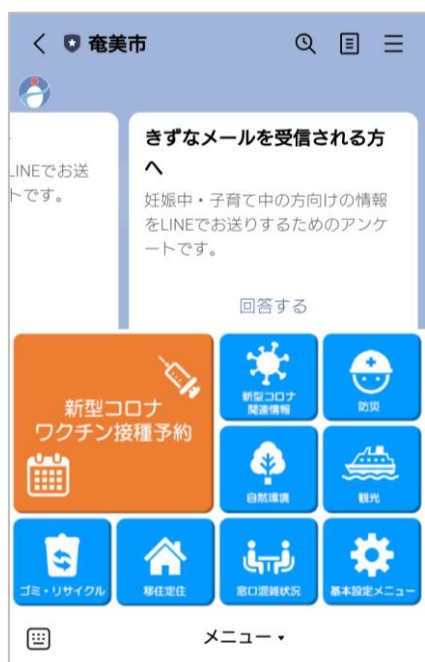 奄美市
きずなメールを受信される方
へ
LINEでお送
トです。
妊娠中・子育て中の方向けの情報
をLINEでお送りするためのアンケ
ートです。
回答する
新型コロナ
ワクチン接種予約
新型コロナ
関連情報
防災
自然環境
観光
ゴミ・リサイクル
移住定住
窓口混雑状況
基本設定メニュー
メニュー